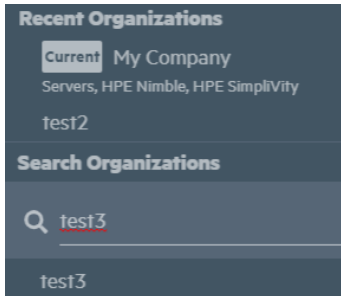 Recent Organizations
Current My Company
Servers, HPE Nimble, HPE SimpliVity
test2
Search Organizations
test3
test3